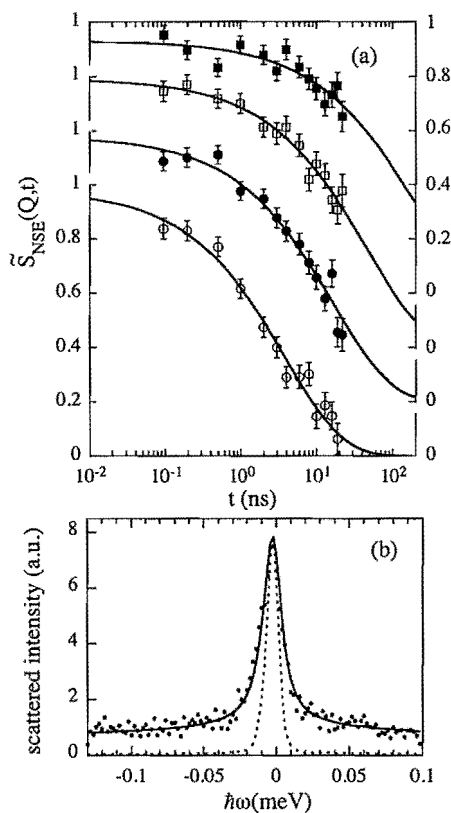 (a)
1
1
1
1
0.8
0.6
0.4
0.2
0
1
0.8
0.6
0.4
0.2
0
0
0
0
S̃_NSE(Q,t)
10⁻² 10⁻¹ 10⁰ 10¹ 10²
t (ns)
(b)
8
6
4
2
0
scattered intensity (a.u.)
-0.1 -0.05 0 0.05 0.1
ħω(meV)